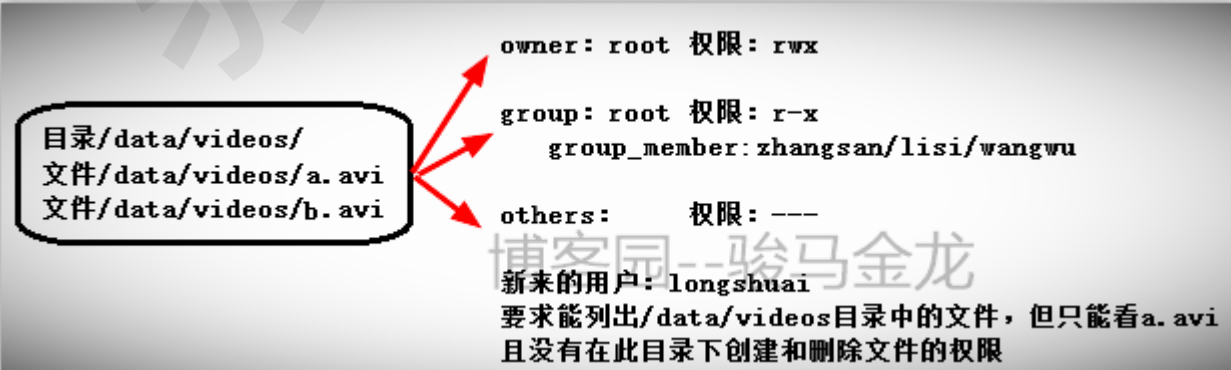 owner：root 权限：rwx
group：root 权限：r-x
group_member:zhangsan/lisi/wangwu
目录/data/videos/
文件/data/videos/a.avi
文件/data/videos/b.avi
others： 权限：---
博客园--骏马金龙
新来的用户：longshuai
要求能列出/data/videos目录中的文件，但只能看a.avi
且没有在此目录下创建和删除文件的权限